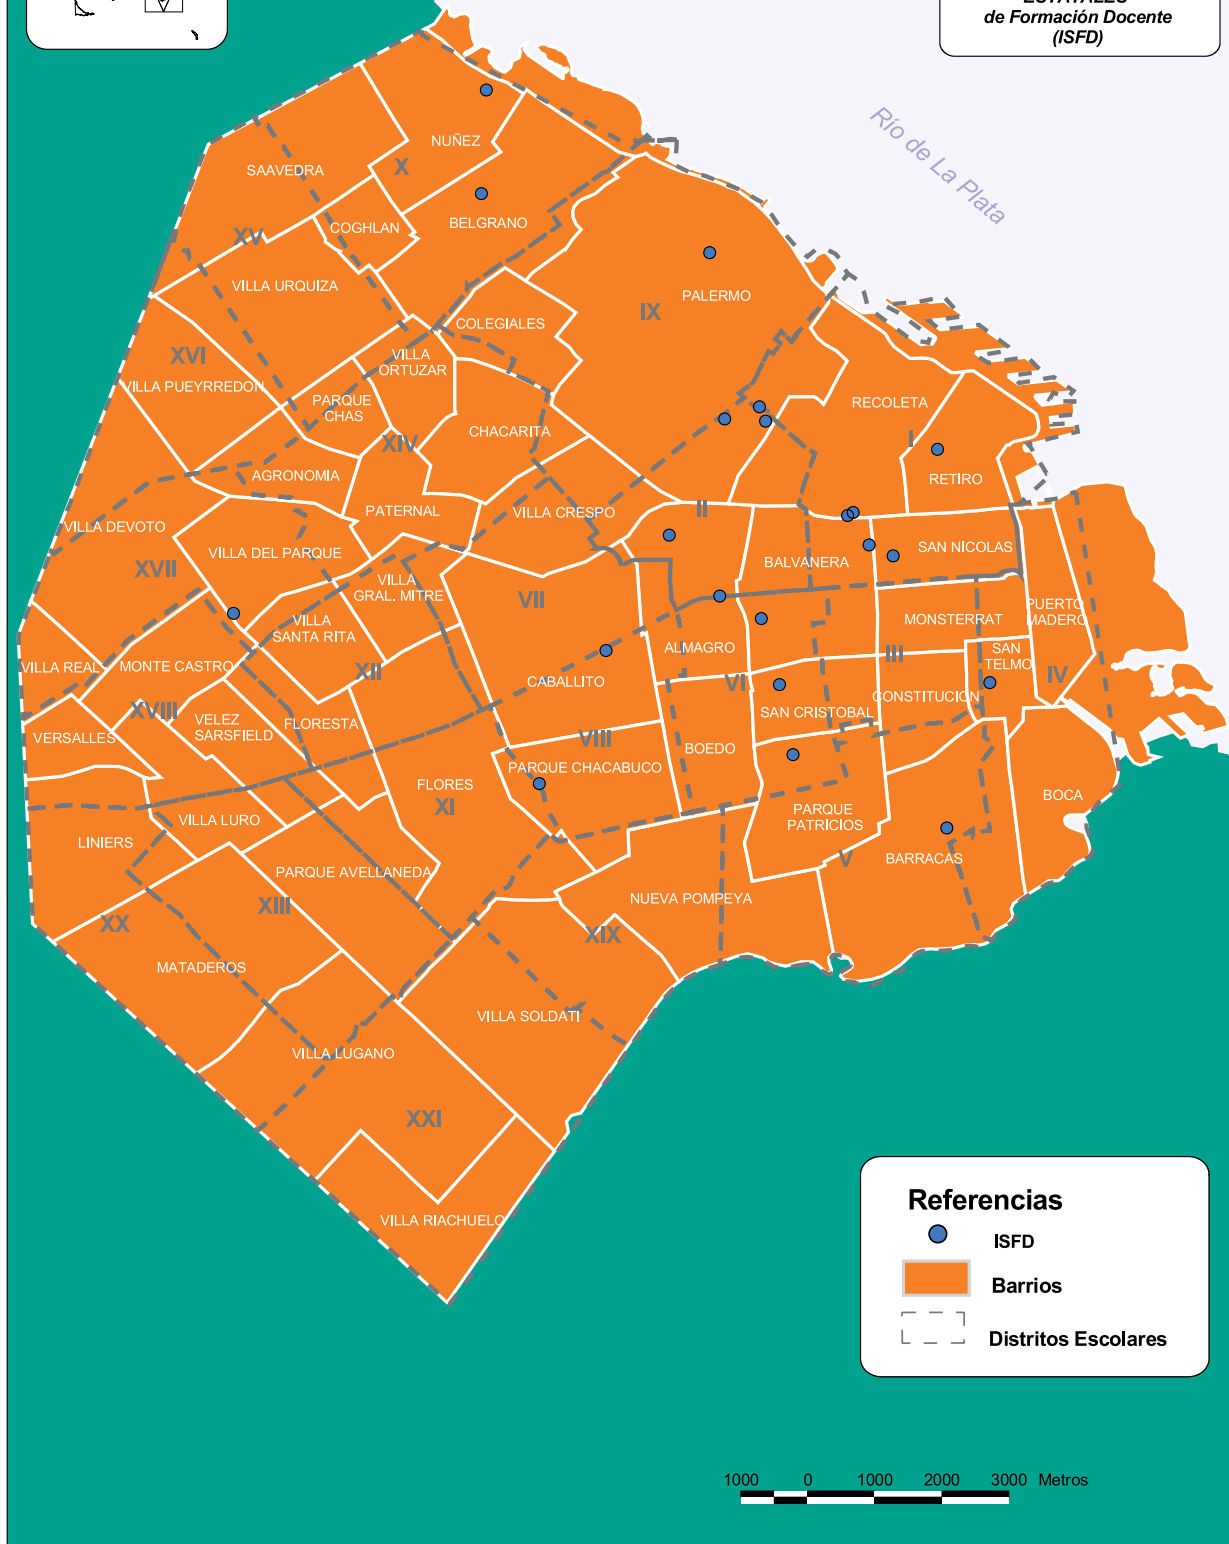 de Formación Docente
(ISFD)
Río de La Plata
NUÑEZ
X
SAAVEDRA
BELGRANO
COGHLAN
XV
VILLA URQUIZA
PALERMO
IX
COLEGIALES
XVI
VILLA
ORTUZAR
VILLA PUEYRREDON
PARQUE
CHAS
RECOLETA
CHACARITA
XIV
I
AGRONOMIA
RETIRO
PATERNAL
VILLA CRESPO
II
VILLA DEVOTO
VILLA DEL PARQUE
BALVANERA
SAN NICOLAS
XVII
VILLA
GRAL. MITRE
VII
PUERTO
MADERO
VILLA
SANTA RITA
MONSTERRAT
ALMAGRO
III
SAN
TELMO
VILLA REAL
MONTE CASTRO
XII
CABALLITO
VI
IV
CONSTITUCION
XVIII
VELEZ
SARSFIELD
FLORESTA
SAN CRISTOBAL
VERSALLES
VIII
BOEDO
PARQUE CHACABUCO
FLORES
XI
BOCA
PARQUE
PATRICIOS
VILLA LURO
LINIERS
V
BARRACAS
PARQUE AVELLANEDA
NUEVA POMPEYA
XIII
XX
XIX
MATADEROS
VILLA SOLDATI
VILLA LUGANO
XXI
VILLA RIACHUELO
Referencias
ISFD
Barrios
Distritos Escolares
1000 0 1000 2000 3000 Metros